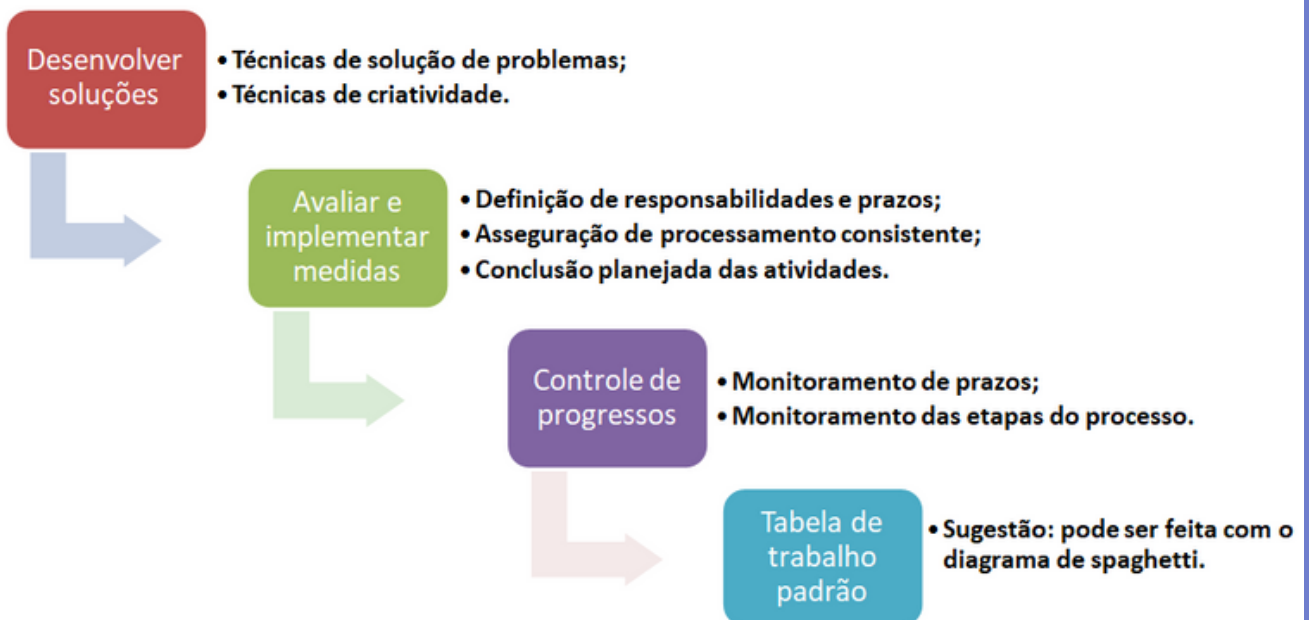 Desenvolver
soluções
• Técnicas de solução de problemas;
• Técnicas de criatividade.
Avaliar e
implementar
medidas
• Definição de responsabilidades e prazos;
• Asseguração de processamento consistente;
• Conclusão planejada das atividades.
Controle de
progressos
• Monitoramento de prazos;
• Monitoramento das etapas do processo.
Tabela de
trabalho
padrão
• Sugestão: pode ser feita com o
diagrama de spaghetti.